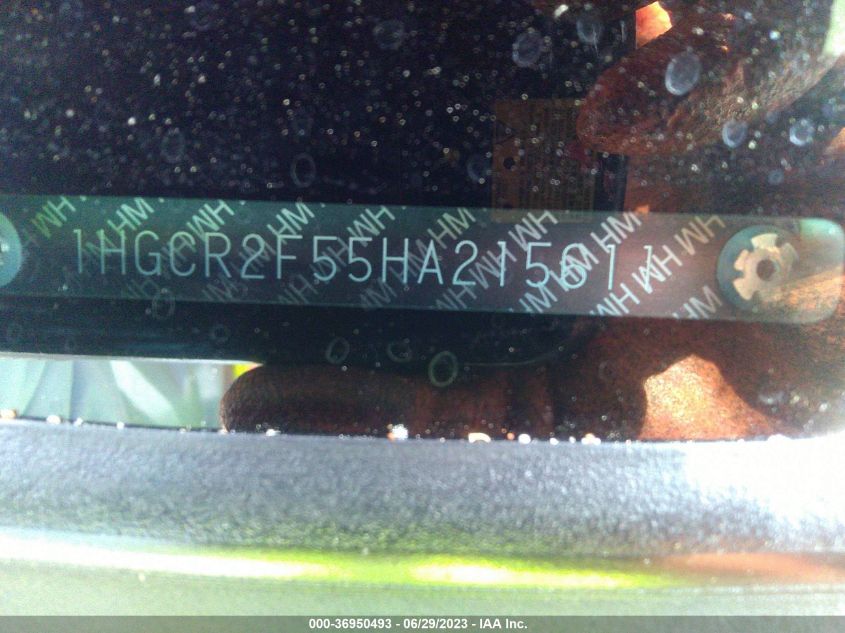 1HGCR2F55HA215611
000-36950493 - 06/29/2023 - IAA Inc.